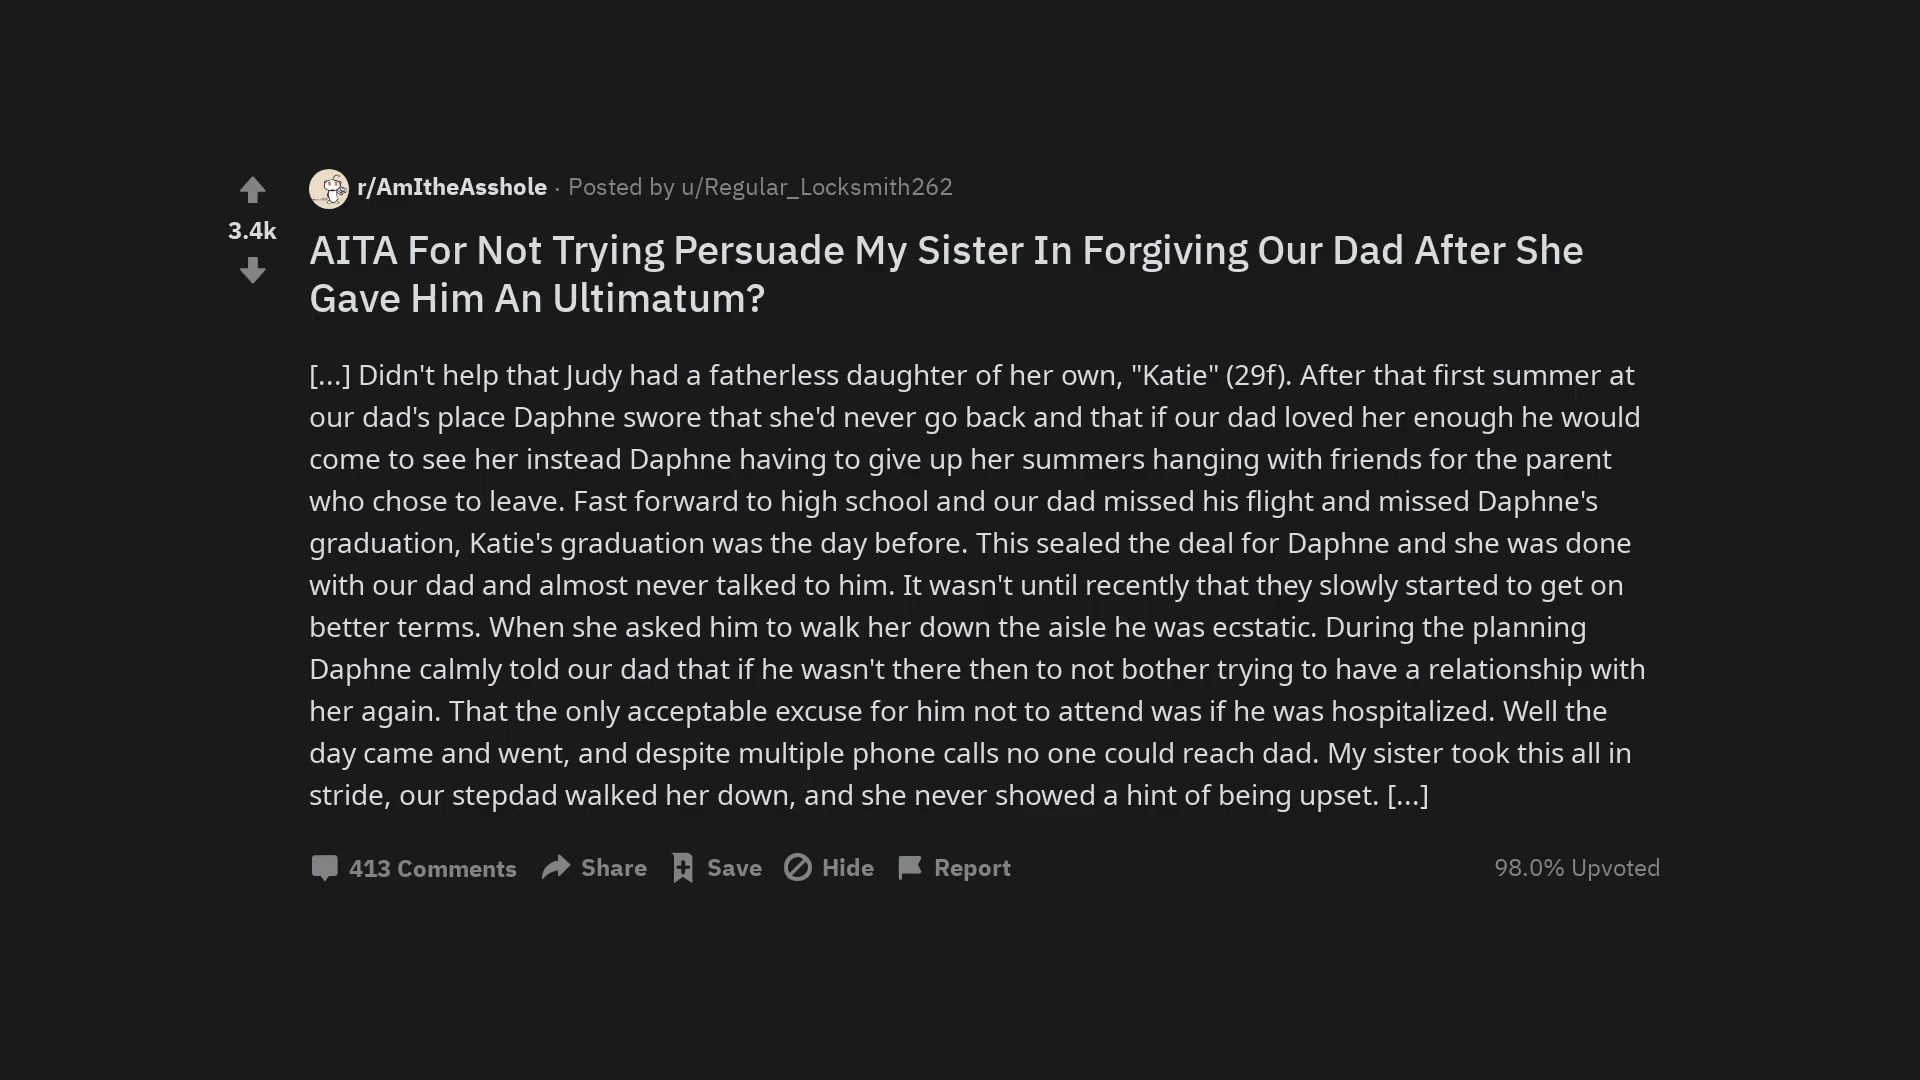 r/AmItheAsshole · Posted by u/Regular_Locksmith262
3.4k
AITA For Not Trying Persuade My Sister In Forgiving Our Dad After She
Gave Him An Ultimatum?
[...] Didn't help that Judy had a fatherless daughter of her own, "Katie" (29f). After that first summer at
our dad's place Daphne swore that she'd never go back and that if our dad loved her enough he would
come to see her instead Daphne having to give up her summers hanging with friends for the parent
who chose to leave. Fast forward to high school and our dad missed his flight and missed Daphne's
graduation, Katie's graduation was the day before. This sealed the deal for Daphne and she was done
with our dad and almost never talked to him. It wasn't until recently that they slowly started to get on
better terms. When she asked him to walk her down the aisle he was ecstatic. During the planning
Daphne calmly told our dad that if he wasn't there then to not bother trying to have a relationship with
her again. That the only acceptable excuse for him not to attend was if he was hospitalized. Well the
day came and went, and despite multiple phone calls no one could reach dad. My sister took this all in
stride, our stepdad walked her down, and she never showed a hint of being upset. [...]
413 Comments Share Save Hide Report 98.0% Upvoted